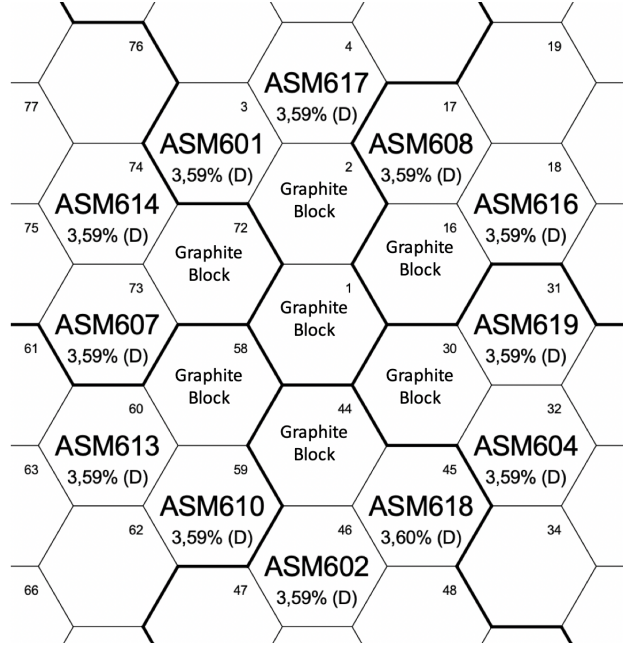 76
4
19
ASM617
3,59% (D)
77
3
17
ASM601
3,59% (D)
ASM608
3,59% (D)
74
2
18
Graphite
Block
ASM614
3,59% (D)
ASM616
3,59% (D)
75
72
16
Graphite
Block
Graphite
Block
73
1
31
Graphite
Block
ASM607
3,59% (D)
ASM619
3,59% (D)
61
58
30
Graphite
Block
Graphite
Block
60
44
32
Graphite
Block
ASM613
3,59% (D)
ASM604
3,59% (D)
63
59
45
ASM610
3,59% (D)
ASM618
3,60% (D)
62
46
34
ASM602
3,59% (D)
66
47
48